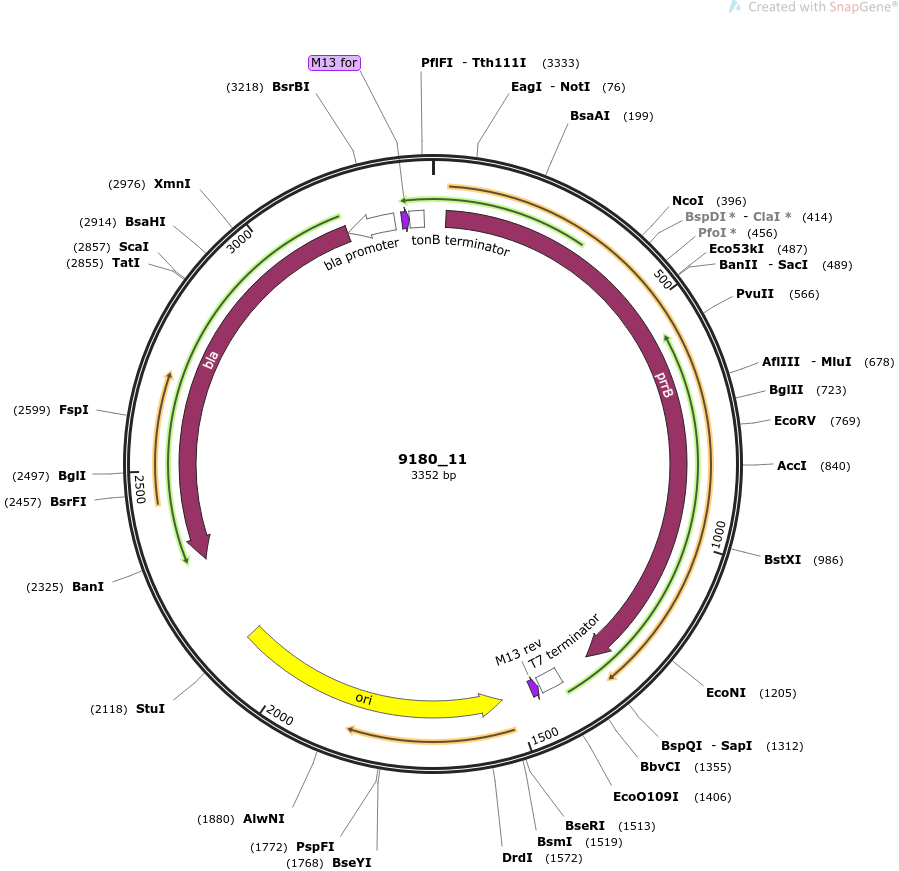 Created with SnapGene®
M13 for
PflFI - Tth111I (3333)
(3218) BsrBI
EagI - NotI (76)
BsaAI (199)
(2976) XmnI
NcoI (396)
(2914) BsaHI
BspDI * - ClaI * (414)
PfoI * (456)
(2857) ScaI
Eco53kI (487)
(2855) TatI
BanII - SacI (489)
PvuII (566)
3000
bla promoter
tonB terminator
500
AflIII - MluI (678)
bla
prrB
BglII (723)
(2599) FspI
EcoRV (769)
9180_11
3352 bp
AccI (840)
(2497) BglI
2500
(2457) BsrFI
1000
BstXI (986)
(2325) BanI
M13 rev
T7 terminator
EcoNI (1205)
ori
(2118) StuI
2000
1500
BspQI - SapI (1312)
BbvCI (1355)
EcoO109I (1406)
(1880) AlwNI
BseRI (1513)
(1772) PspFI
BsmI (1519)
(1768) BseYI
DrdI (1572)